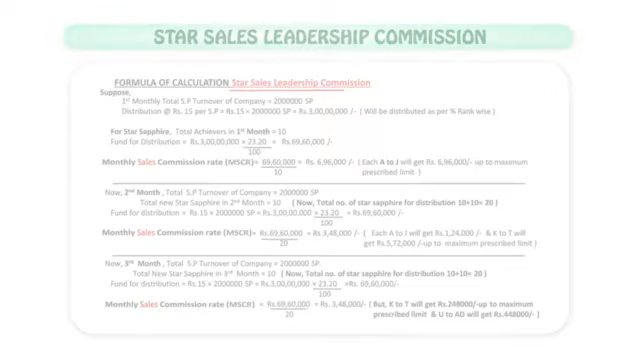 STAR SALES LEADERSHIP COMMISSION
FORMULA OF CALCULATION Star Sales Leadership Commission
Suppose,
1st Monthly Total S.P Turnover of Company = 2000000 SP
Distribution @ Rs. 15 per S.P = Rs.15 × 2000000 SP = Rs.3,00,00,000 /- ( Will be distributed as per % Rank wise )
For Star Sapphire, Total Achievers in 1st Month = 10
Fund for Distribution = Rs.3,00,00,000 × 23.20 = Rs.69,60,000 /-
100
Monthly Sales Commission rate (MSCR)= 69,60,000 = Rs. 6,96,000/- ( Each A to J will get Rs. 6,96,000/-up to maximum
10 prescribed limit )
Now, 2nd Month , Total S.P Turnover of Company = 2000000 SP
Total new Star Sapphire in 2nd Month = 10 ( Now, Total no. of star sapphire for distribution 10+10= 20 )
Fund for distribution = Rs.15 × 2000000 SP = Rs.3,00,00,000 × 23.20 = Rs.69,60,000/-
100
Monthly Sales Commission rate (MSCR) = Rs.69,60,000 = Rs.3,48,000/- ( Each A to J will get Rs.1,24,000/- & K to T will
20 get Rs.5,72,000 /-up to maximum prescribed limit )
Now, 3rd Month , Total S.P Turnover of Company = 2000000 SP.
Total New Star Sapphire in 3rd Month = 10 ( Now, Total no. of star sapphire for distribution 10+10= 20 )
Fund for distribution = Rs.15 × 2000000 SP = Rs.3,00,00,000 × 23.20 =Rs. 69,60,000/-
100
Monthly Sales Commission rate (MSCR) = Rs.69,60,000 = Rs. 3,48,000/- ( But, K to T will get Rs.248000/-up to maximum
20 prescribed limit & U to AD will get Rs.448000/- )